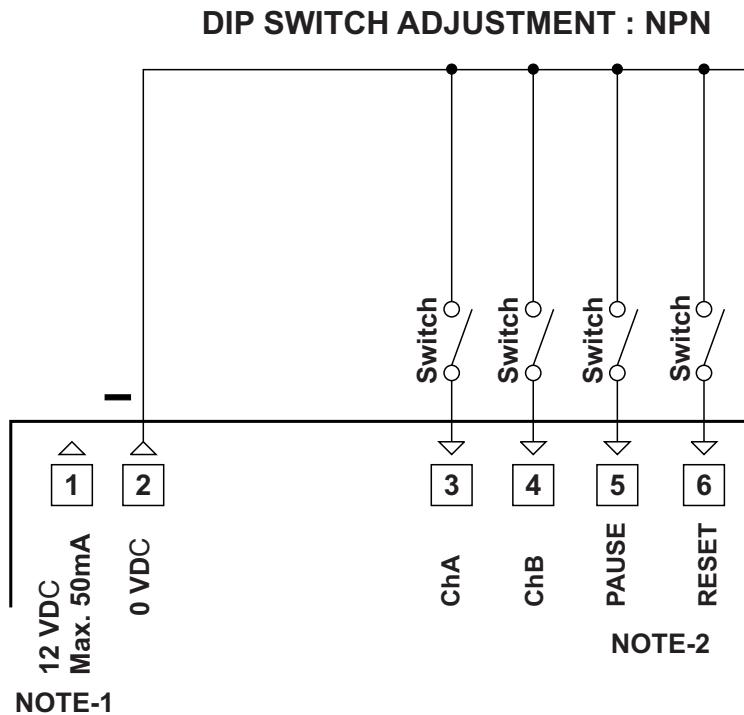 DIP SWITCH ADJUSTMENT : NPN
Switch
Switch
Switch
Switch
1
2
3
4
5
6
12 VDC
Max. 50mA
0 VDC
ChA
ChB
PAUSE
RESET
NOTE-2
NOTE-1